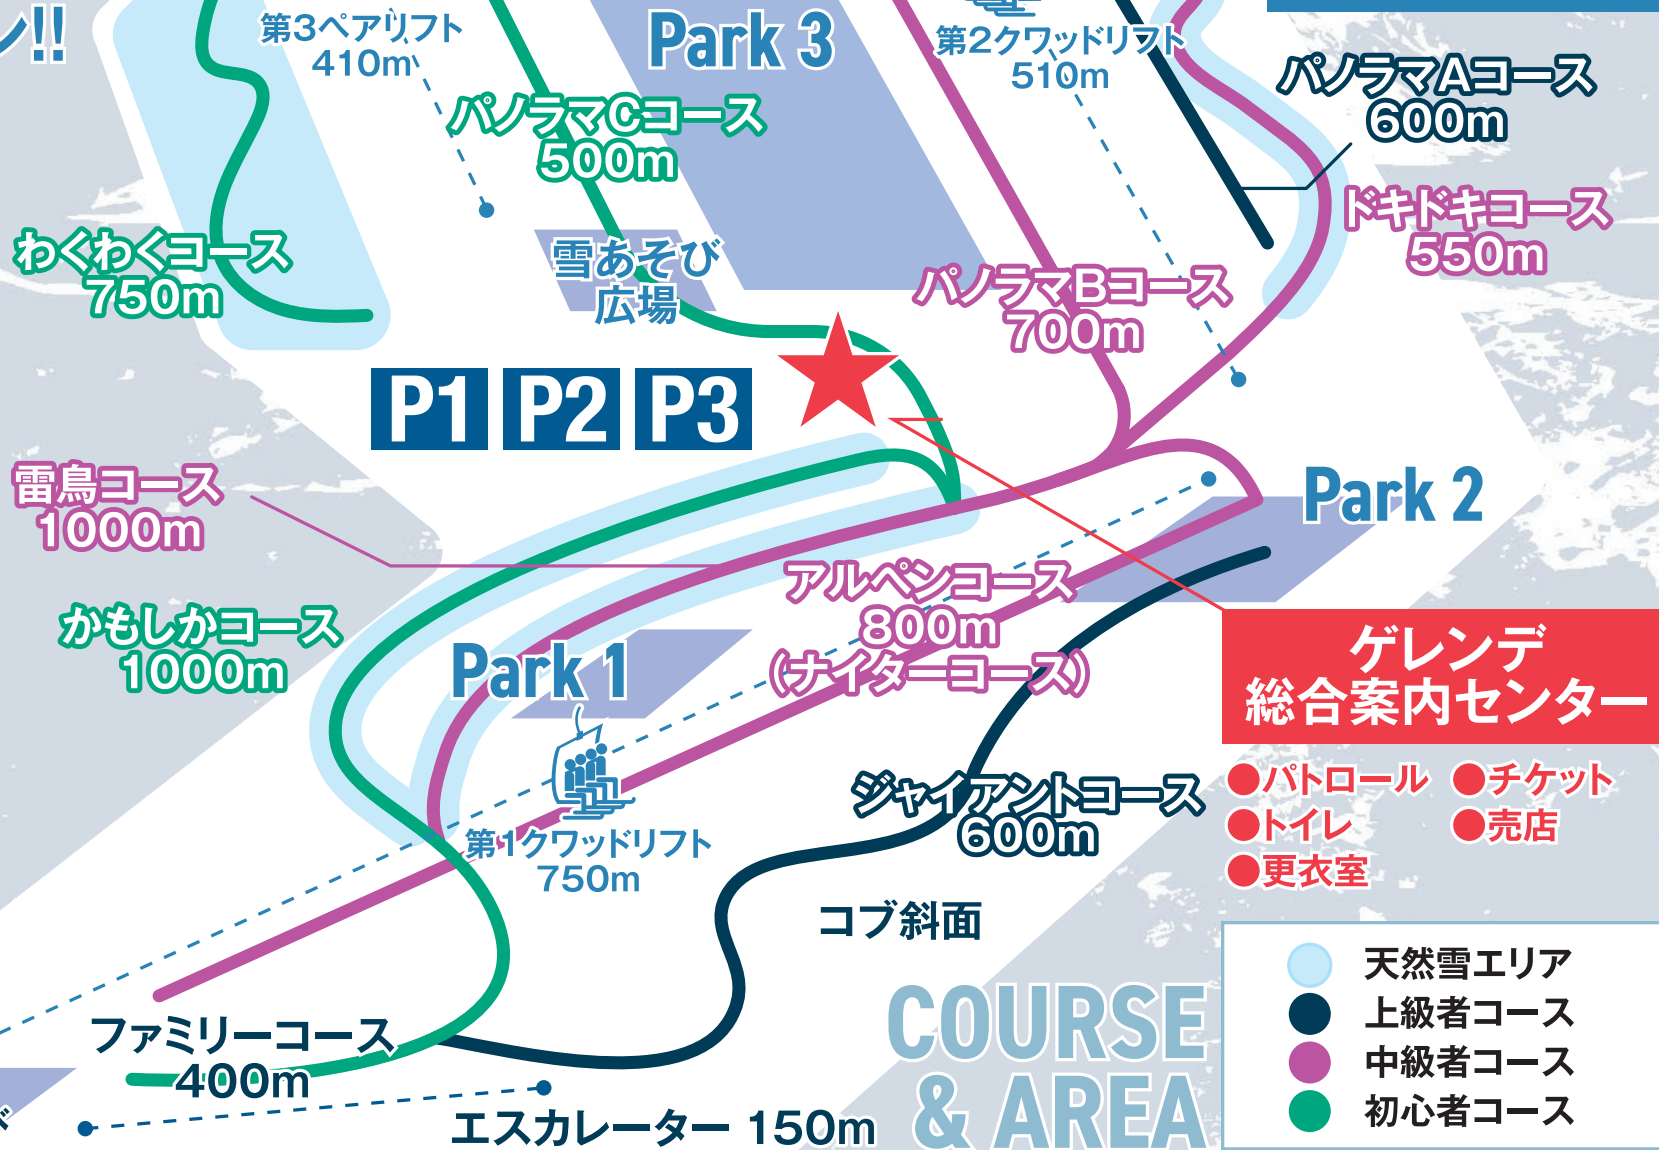 ン!!
第3ペアリフト
410m
Park 3
第2クワッドリフト
510m
パノラマAコース
600m
パノラマCコース
500m
ドキドキコース
550m
わくわくコース
750m
雪あそび
広場
パノラマBコース
700m
P1 P2 P3
雷鳥コース
1000m
Park 2
アルペンコース
800m
(ナイターコース)
かもしかコース
1000m
Park 1
ゲレンデ
総合案内センター
●パトロール ●チケット
●トイレ ●売店
●更衣室
ジャイアントコース
600m
第1クワッドリフト
750m
コブ斜面
天然雪エリア
上級者コース
中級者コース
初心者コース
COURSE
& AREA
ファミリーコース
400m
エスカレーター 150m